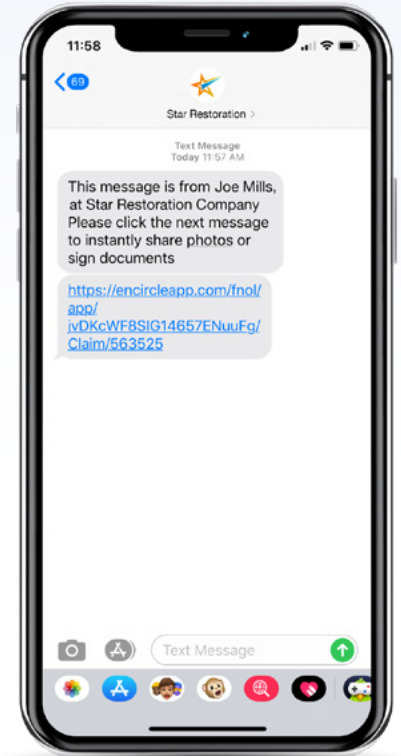 11:58
69
Star Restoration >
Text Message
Today 11:57 AM
This message is from Joe Mills,
at Star Restoration Company
Please click the next message
to instantly share photos or
sign documents
https://encircleapp.com/fnol/
app/
jvDKcWF8SIG14657ENuuFg/
Claim/563525
Text Message